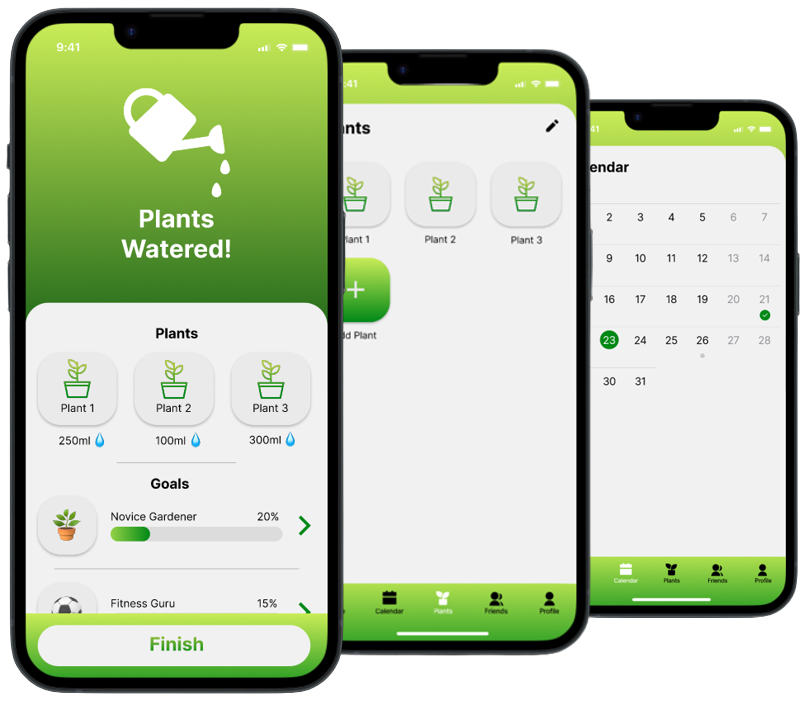 9:41
Plants
Watered!
Plants
Plant 1
Plant 2
Plant 3
250ml
100ml
300ml
Goals
Novice Gardener
20%
Fitness Guru
15%
Finish
:41
nts
lant 1
Plant 2
Plant 3
dd Plant
Calendar
Plants
Friends
Profile
41
endar
2 3 4 5 6 7
9 10 11 12 13 14
16 17 18 19 20 21
23 24 25 26 27 28
30 31
Calendar
Plants
Friends
Profile